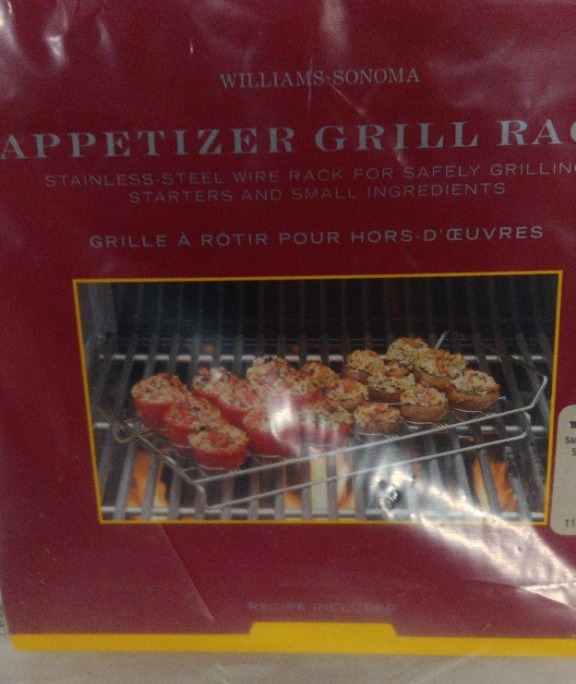 WILLIAMS-SONOMA
APPETIZER GRILL RAC
STAINLESS-STEEL WIRE RACK FOR SAFELY GRILLING
STARTERS AND SMALL INGREDIENTS
GRILLE À RÔTIR POUR HORS-D'ŒUVRES
RECIPE INCLUDED